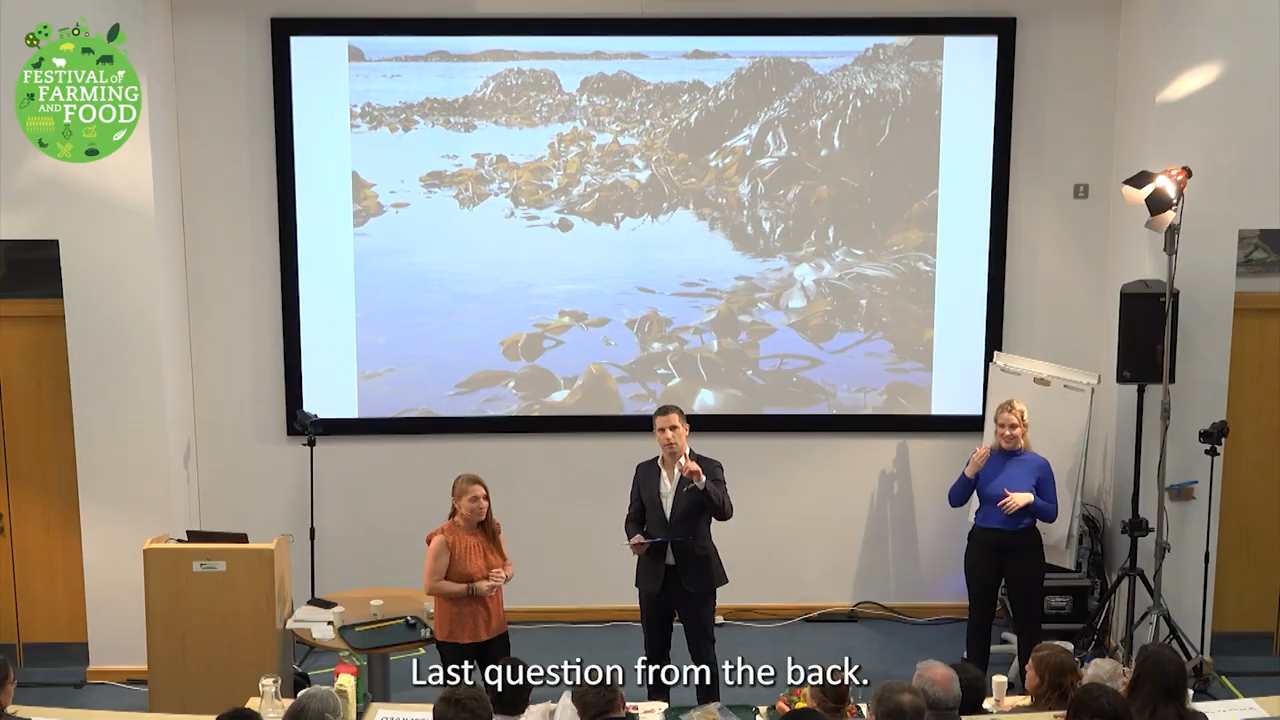 FESTIVAL of
FARMING
AND FOOD
Last question from the back.